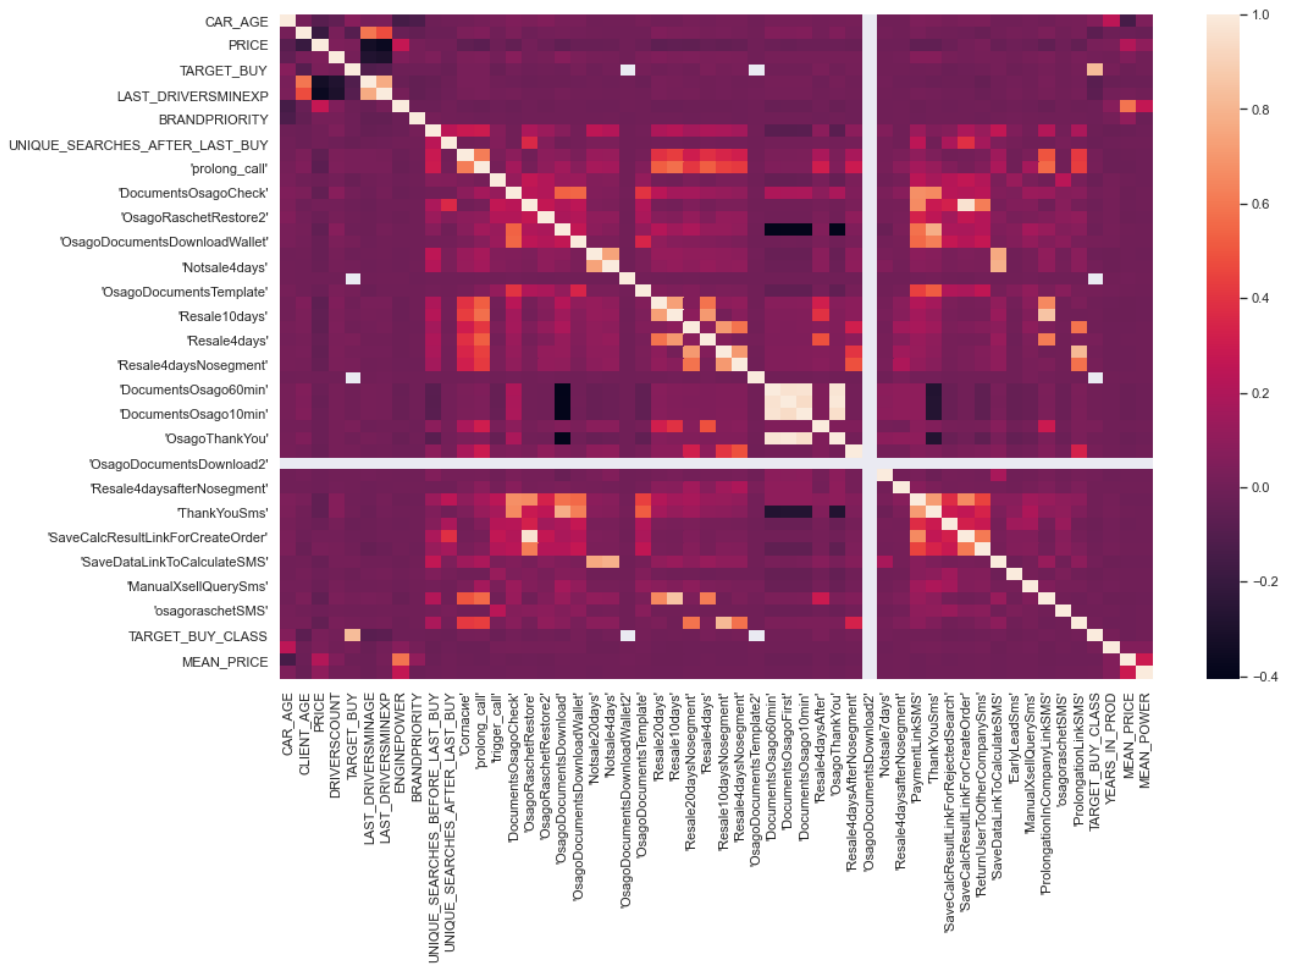 CAR_AGE
PRICE
TARGET_BUY
LAST_DRIVERSMINEXP
BRANDPRIORITY
UNIQUE_SEARCHES_AFTER_LAST_BUY
'prolong_call'
'DocumentsOsagoCheck'
'OsagoRaschetRestore2'
'OsagoDocumentsDownloadWallet'
'Notsale4days'
'OsagoDocumentsTemplate'
'Resale10days'
'Resale4days'
'Resale4daysNosegment'
'DocumentsOsago60min'
'DocumentsOsago10min'
'OsagoThankYou'
'OsagoDocumentsDownload2'
'Resale4daysafterNosegment'
'ThankYouSms'
'SaveCalcResultLinkForCreateOrder'
'SaveDataLinkToCalculateSMS'
'ManualXsellQuerySms'
'osagoraschetSMS'
TARGET_BUY_CLASS
MEAN_PRICE
CAR_AGE
CLIENT_AGE
PRICE
DRIVERSCOUNT
TARGET_BUY
LAST_DRIVERSMINAGE
LAST_DRIVERSMINEXP
ENGINEPOWER
BRANDPRIORITY
UNIQUE_SEARCHES_BEFORE_LAST_BUY
UNIQUE_SEARCHES_AFTER_LAST_BUY
'Согласие'
'prolong_call'
'trigger_call'
'DocumentsOsagoCheck'
'OsagoRaschetRestore'
'OsagoRaschetRestore2'
'OsagoDocumentsDownload'
'OsagoDocumentsDownloadWallet'
'Notsale20days'
'Notsale4days'
'OsagoDocumentsDownloadWallet2'
'OsagoDocumentsTemplate'
'Resale20days'
'Resale10days'
'Resale20daysNosegment'
'Resale4days'
'Resale10daysNosegment'
'Resale4daysNosegment'
'OsagoDocumentsTemplate2'
'DocumentsOsago60min'
'DocumentsOsagoFirst'
'DocumentsOsago10min'
'Resale4daysAfter'
'OsagoThankYou'
'Resale4daysAfterNosegment'
'OsagoDocumentsDownload2'
'Notsale7days'
'Resale4daysafterNosegment'
'PaymentLinkSMS'
'ThankYouSms'
'SaveCalcResultLinkForRejectedSearch'
'SaveCalcResultLinkForCreateOrder'
'ReturnUserToOtherCompanySms'
'SaveDataLinkToCalculateSMS'
'EarlyLeadSms'
'ManualXsellQuerySms'
'ProlongationInCompanyLinkSMS'
'osagoraschetSMS'
'ProlongationLinkSMS'
TARGET_BUY_CLASS
YEARS_IN_PROD
MEAN_PRICE
MEAN_POWER
1.0
0.8
0.6
0.4
0.2
0.0
−0.2
−0.4